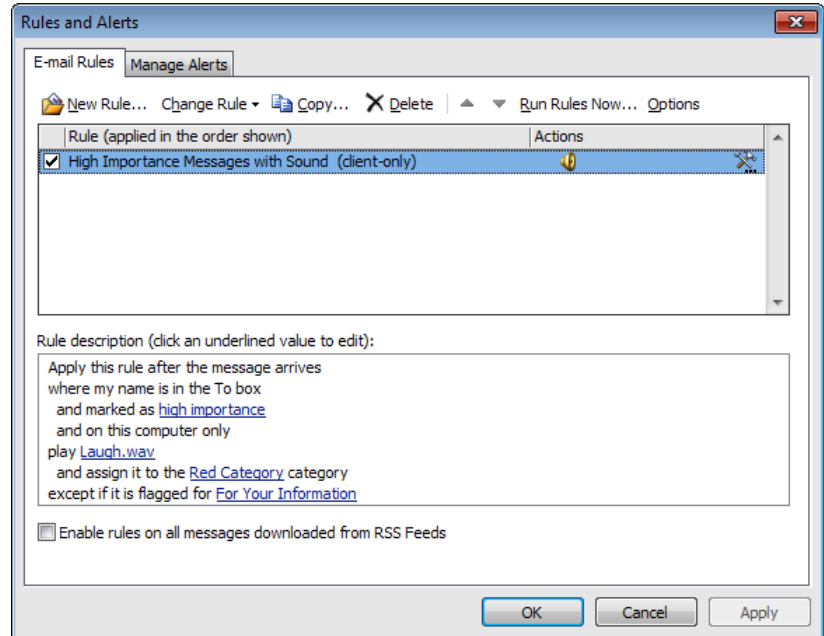 Rules and Alerts
E-mail Rules Manage Alerts
New Rule... Change Rule Copy... Delete Run Rules Now... Options
Rule (applied in the order shown) Actions
High Importance Messages with Sound (client-only)
Rule description (click an underlined value to edit):
Apply this rule after the message arrives
where my name is in the To box
and marked as high importance
and on this computer only
play Laugh.wav
and assign it to the Red Category category
except if it is flagged for For Your Information
Enable rules on all messages downloaded from RSS Feeds
OK Cancel Apply